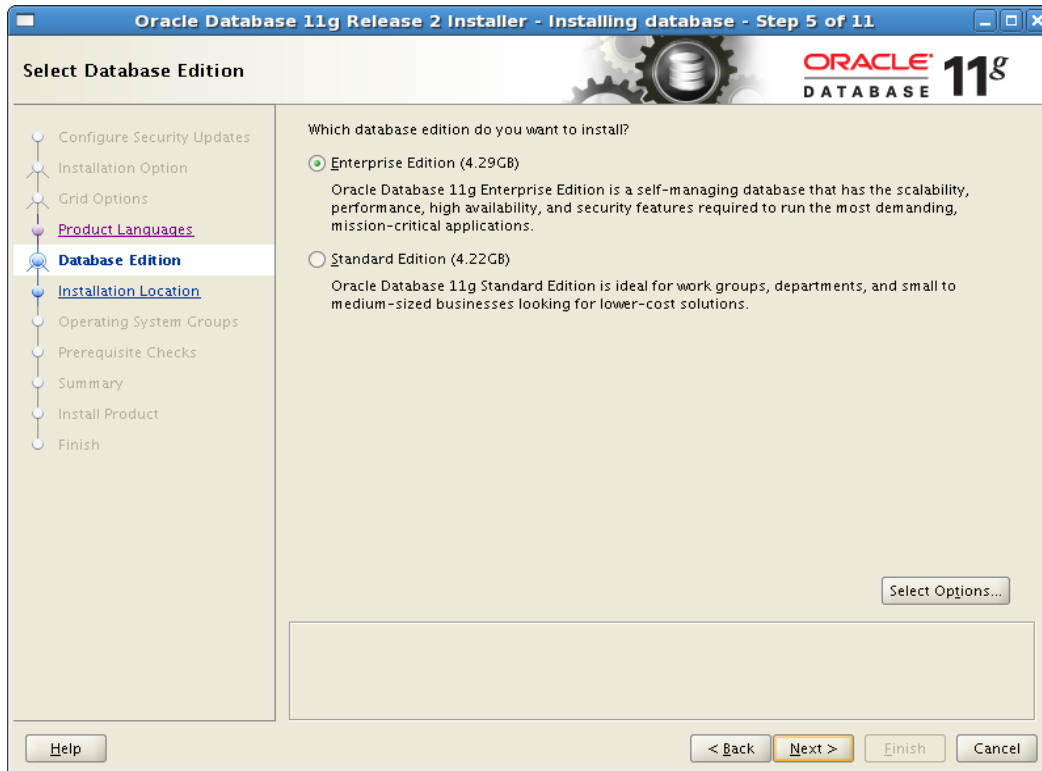 Oracle Database 11g Release 2 Installer - Installing database - Step 5 of 11
Select Database Edition
ORACLE DATABASE 11g
Configure Security Updates
Installation Option
Grid Options
Product Languages
Database Edition
Installation Location
Operating System Groups
Prerequisite Checks
Summary
Install Product
Finish
Which database edition do you want to install?
Enterprise Edition (4.29GB)
Oracle Database 11g Enterprise Edition is a self-managing database that has the scalability,
performance, high availability, and security features required to run the most demanding,
mission-critical applications.
Standard Edition (4.22GB)
Oracle Database 11g Standard Edition is ideal for work groups, departments, and small to
medium-sized businesses looking for lower-cost solutions.
Select Options...
Help
< Back
Next >
Finish
Cancel